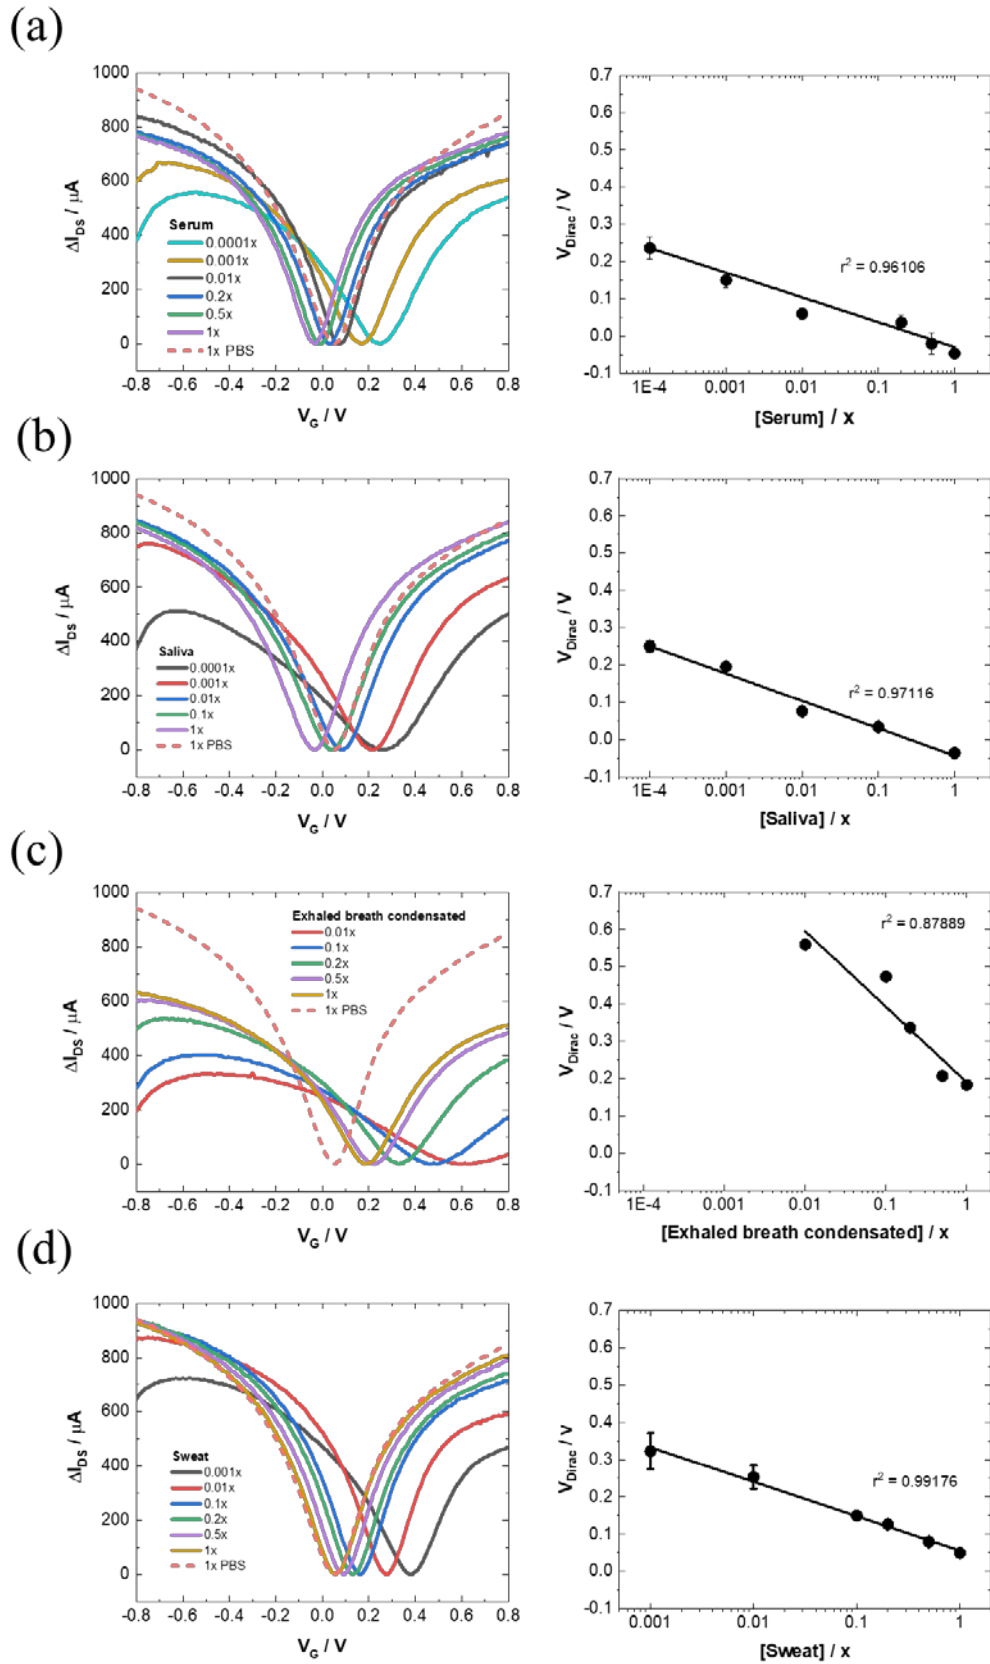 (a)
1000
800
600
400
200
0
ΔI_DS / µA
Serum
0.0001x
0.001x
0.01x
0.2x
0.5x
1x
1x PBS
-0.8 -0.6 -0.4 -0.2 0.0 0.2 0.4 0.6 0.8
V_G / V
0.7
0.6
0.5
0.4
0.3
0.2
0.1
0.0
-0.1
V_Dirac / V
r² = 0.96106
1E-4 0.001 0.01 0.1 1
[Serum] / x
(b)
1000
800
600
400
200
0
ΔI_DS / µA
Saliva
0.0001x
0.001x
0.01x
0.1x
1x
1x PBS
-0.8 -0.6 -0.4 -0.2 0.0 0.2 0.4 0.6 0.8
V_G / V
0.7
0.6
0.5
0.4
0.3
0.2
0.1
0.0
-0.1
V_Dirac / V
r² = 0.97116
1E-4 0.001 0.01 0.1 1
[Saliva] / x
(c)
1000
800
600
400
200
0
ΔI_DS / µA
Exhaled breath condensated
0.01x
0.1x
0.2x
0.5x
1x
1x PBS
-0.8 -0.6 -0.4 -0.2 0.0 0.2 0.4 0.6 0.8
V_G / V
0.7
0.6
0.5
0.4
0.3
0.2
0.1
0.0
-0.1
V_Dirac / V
r² = 0.87889
1E-4 0.001 0.01 0.1 1
[Exhaled breath condensated] / x
(d)
1000
800
600
400
200
0
ΔI_DS / µA
Sweat
0.001x
0.01x
0.1x
0.2x
0.5x
1x
1x PBS
-0.8 -0.6 -0.4 -0.2 0.0 0.2 0.4 0.6 0.8
V_G / V
0.7
0.6
0.5
0.4
0.3
0.2
0.1
0.0
-0.1
V_Dirac / V
r² = 0.99176
0.001 0.01 0.1 1
[Sweat] / x